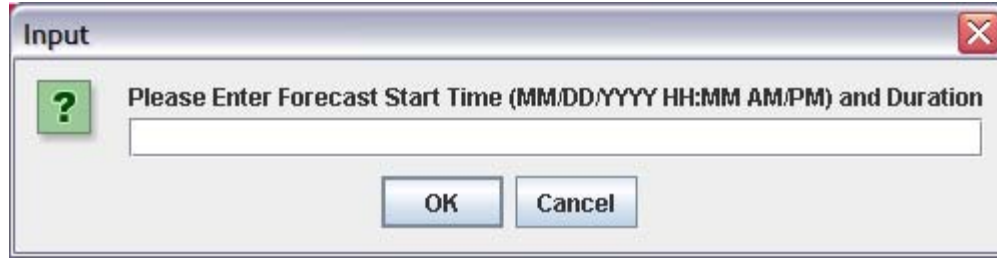 Input
? Please Enter Forecast Start Time (MM/DD/YYYY HH:MM AM/PM) and Duration
OK Cancel